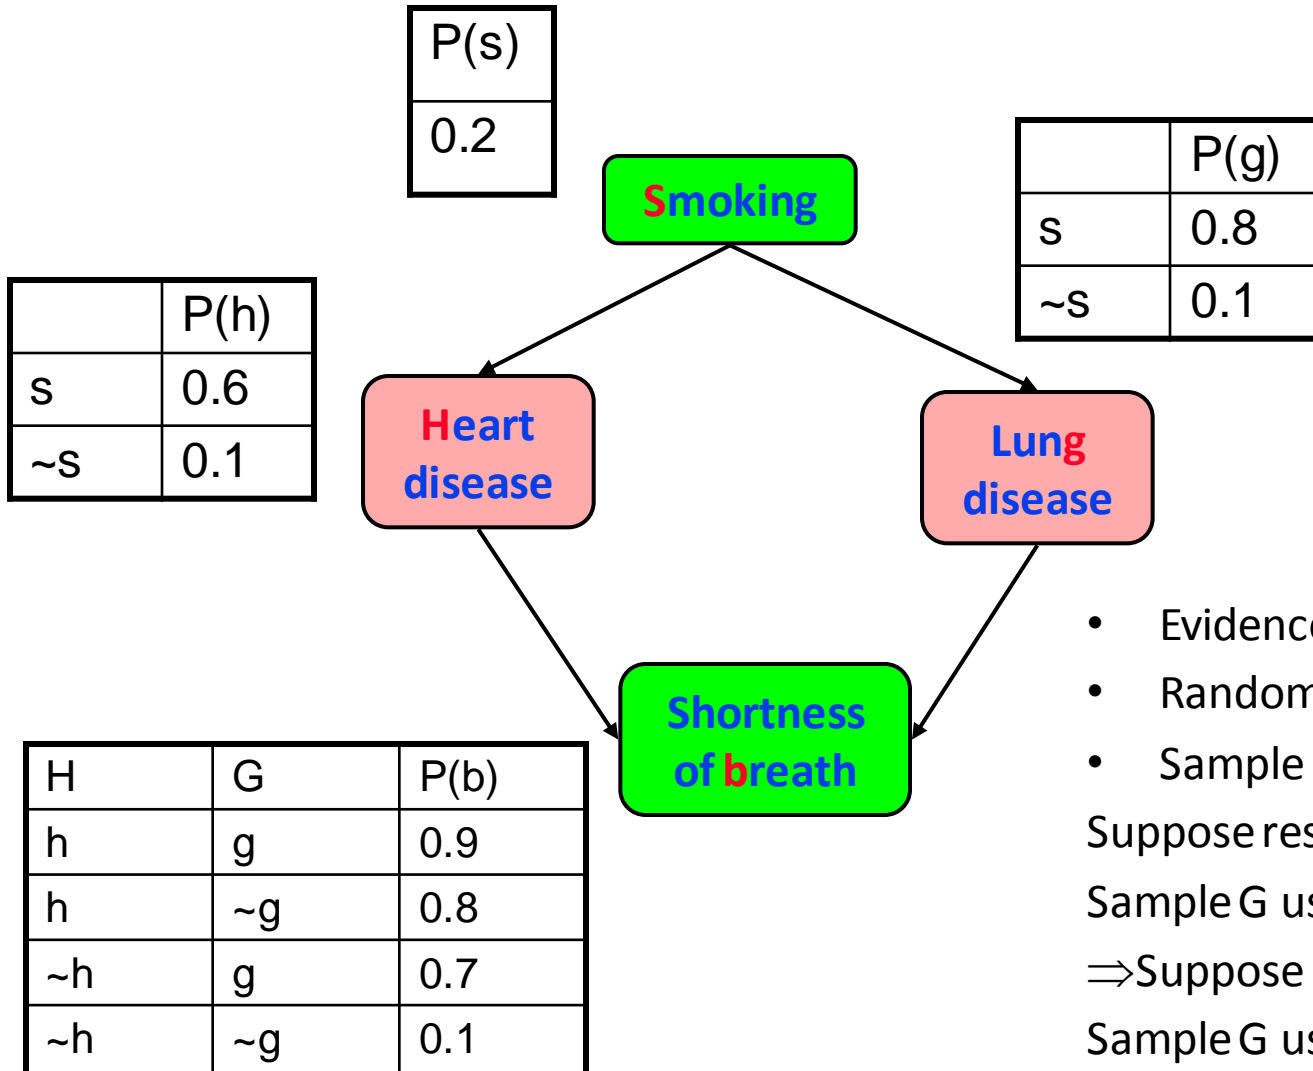 P(s)
0.2
Smoking
P(g)
s 0.8
~s 0.1
P(h)
s 0.6
~s 0.1
Heart
disease
Lung
disease
Shortness
of breath
H G P(b)
h g 0.9
h ~g 0.8
~h g 0.7
~h ~g 0.1
• Evidence
• Random
• Sample
Suppose res
Sample G us
⇒Suppose
Sample G us